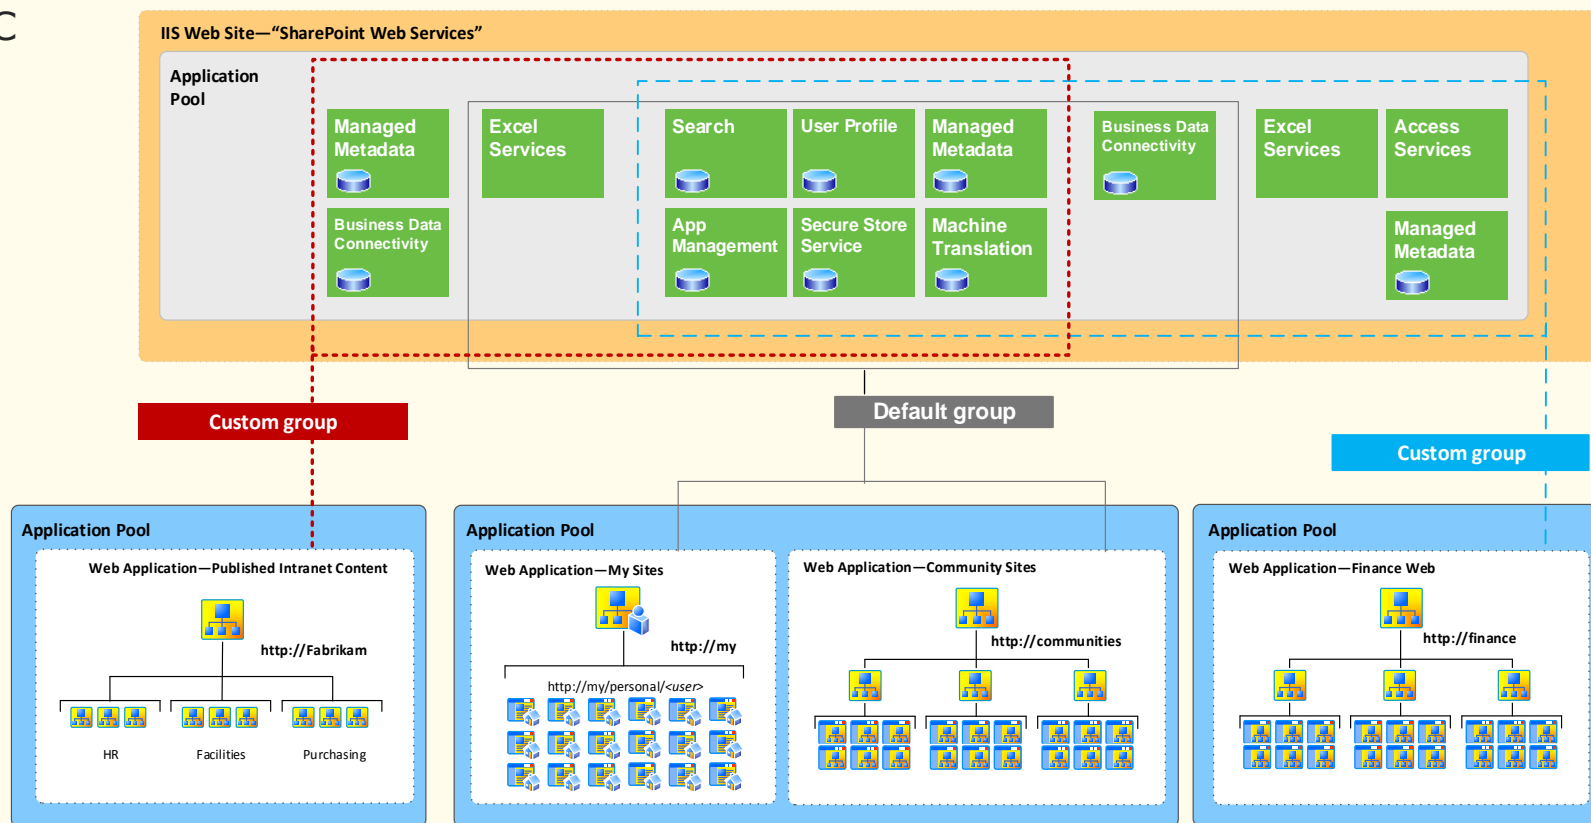 C
IIS Web Site—“SharePoint Web Services”
Application
Pool
Managed
Metadata
Excel
Services
Search
User Profile
Managed
Metadata
Business Data
Connectivity
Excel
Services
Access
Services
Business Data
Connectivity
App
Management
Secure Store
Service
Machine
Translation
Managed
Metadata
Custom group
Default group
Custom group
Application Pool
Web Application—Published Intranet Content
http://Fabrikam
HR
Facilities
Purchasing
Application Pool
Web Application—My Sites
http://my
http://my/personal/<user>
Web Application—Community Sites
http://communities
Application Pool
Web Application—Finance Web
http://finance